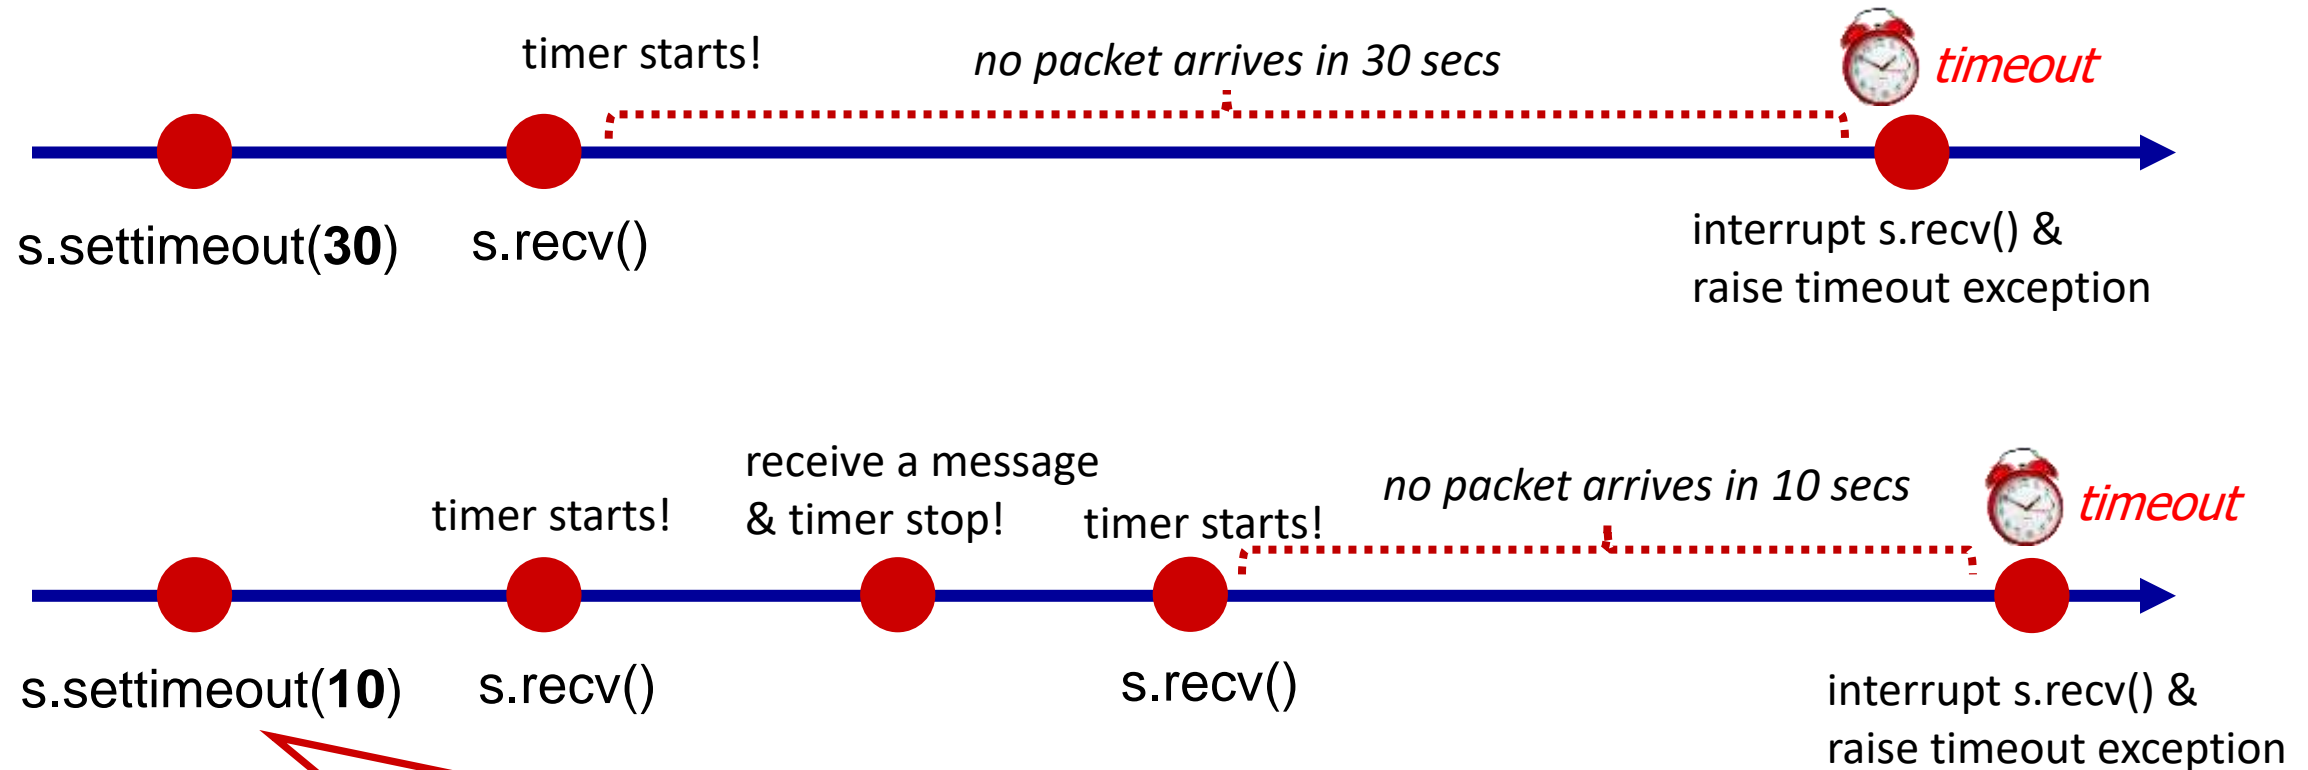 timer starts!
no packet arrives in 30 secs
timeout
s.settimeout(30)
s.recv()
interrupt s.recv() &
raise timeout exception
timer starts!
receive a message
& timer stop!
timer starts!
no packet arrives in 10 secs
timeout
s.settimeout(10)
s.recv()
s.recv()
interrupt s.recv() &
raise timeout exception